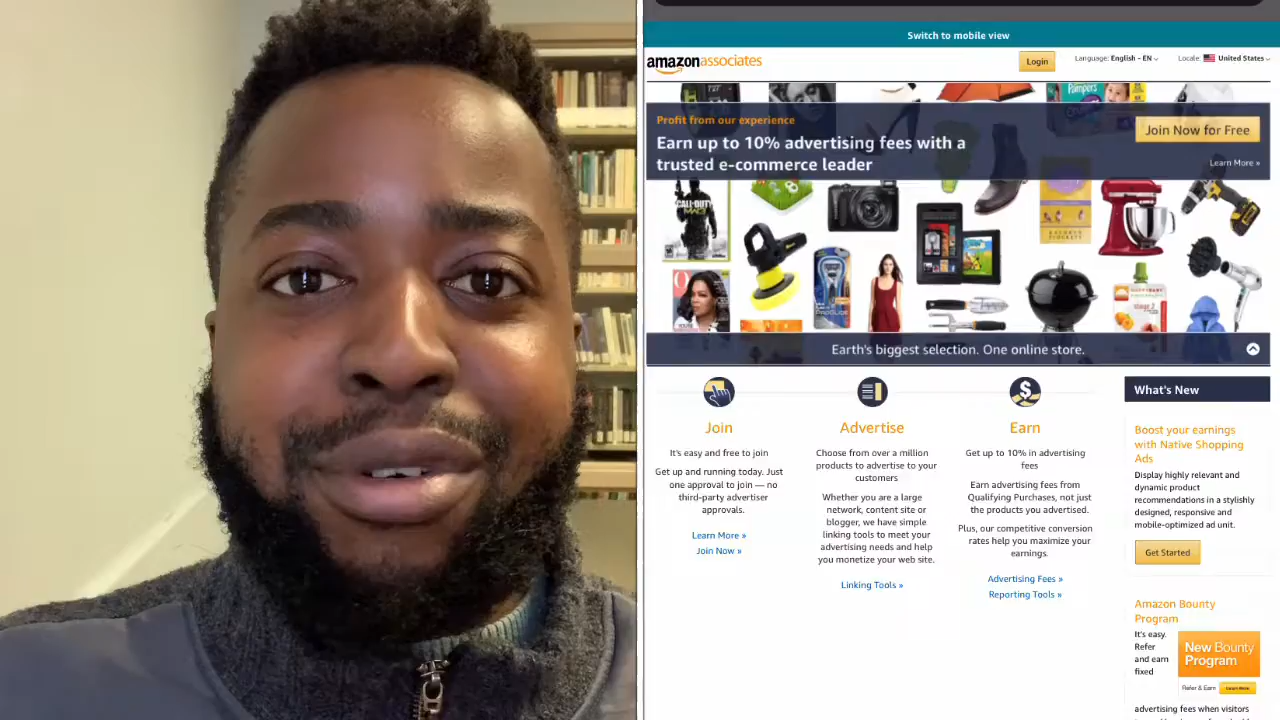 Switch to mobile view
amazonassociates
Login
Language: English - EN
Locale: United States
Pampers
Profit from our experience
Earn up to 10% advertising fees with a
trusted e-commerce leader
Join Now for Free
Learn More »
CALL·DUTY
MW3
stage 2
Earth's biggest selection. One online store.
Join
It's easy and free to join
Get up and running today. Just
one approval to join — no
third-party advertiser
approvals.
Learn More »
Join Now »
Advertise
Choose from over a million
products to advertise to your
customers
Whether you are a large
network, content site or
blogger, we have simple
linking tools to meet your
advertising needs and help
you monetize your web site.
Linking Tools »
Earn
Get up to 10% in advertising
fees
Earn advertising fees from
Qualifying Purchases, not just
the products you advertised.
Plus, our competitive conversion
rates help you maximize your
earnings.
Advertising Fees »
Reporting Tools »
What's New
Boost your earnings
with Native Shopping
Ads
Display highly relevant and
dynamic product
recommendations in a stylishly
designed, responsive and
mobile-optimized ad unit.
Get Started
Amazon Bounty
Program
It's easy.
Refer
and earn
fixed
New Bounty
Program
Refer & Earn
advertising fees when visitors